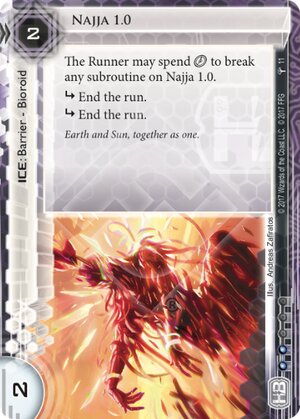 2
Najja 1.0
The Runner may spend 🕗 to break
any subroutine on Najja 1.0.
↳ End the run.
↳ End the run.
Earth and Sun, together as one.
ICE: Barrier - Bioroid
11
© 2017 Wizards of the Coast LLC. © 2017 FFG
Illus. Andreas Zafiratos
2
HB